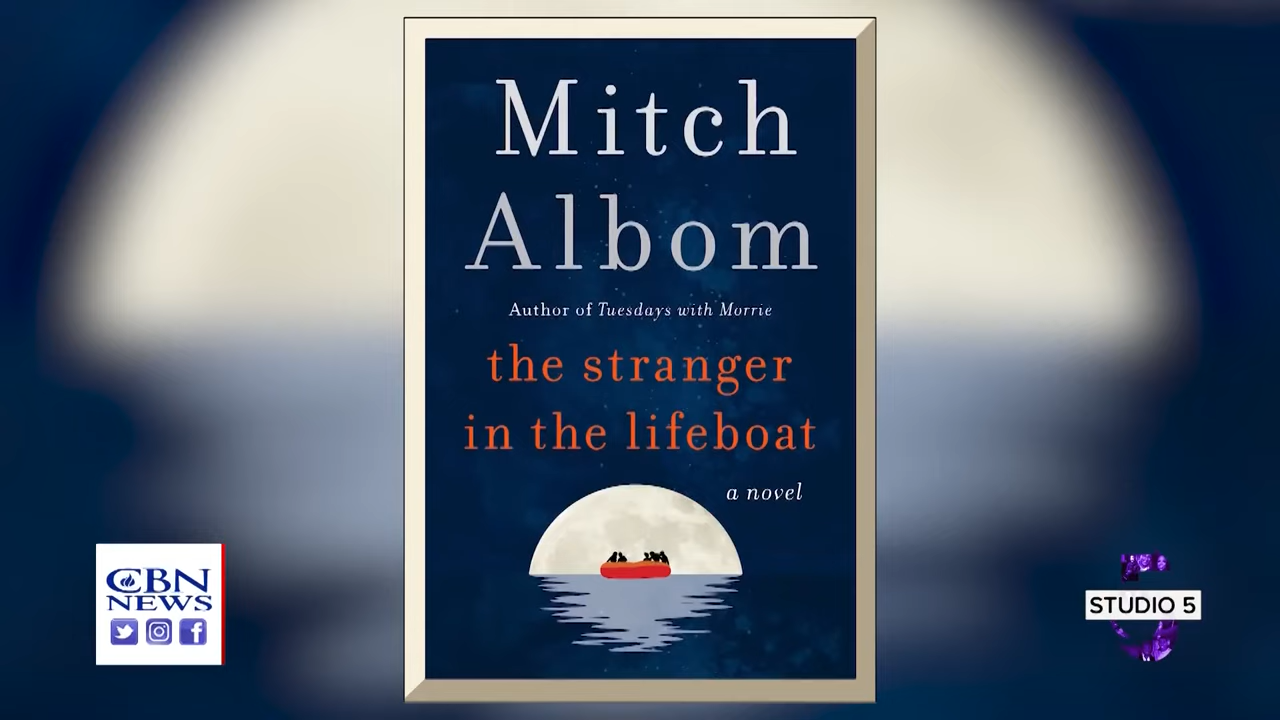 Mitch
Albom
Author of Tuesdays with Morrie
the stranger
in the lifeboat
a novel
CBN
NEWS
STUDIO 5